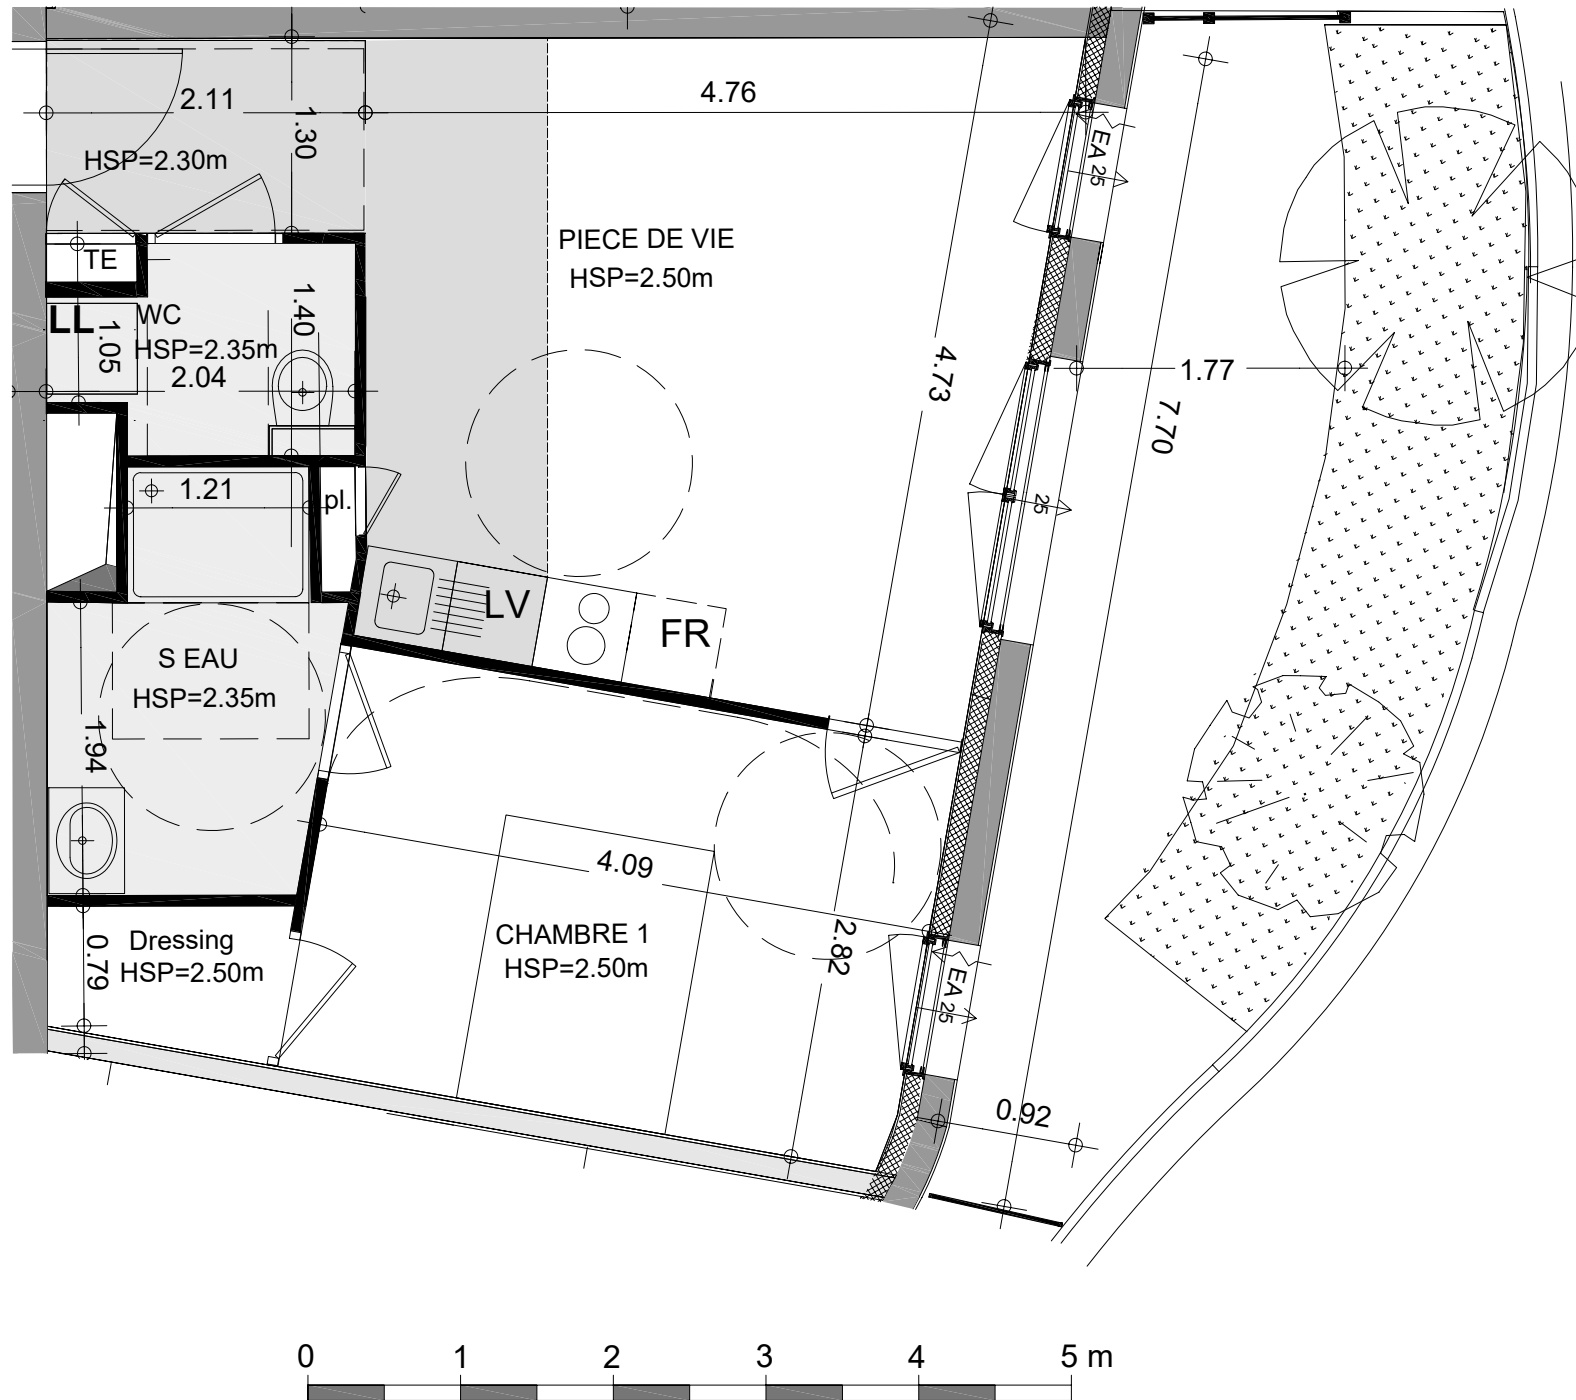 2.11
4.76
1.30
HSP=2.30m
EA 25
PIECE DE VIE
HSP=2.50m
TE
LL
WC
1.40
1.05
HSP=2.35m
2.04
4.73
1.77
7.70
1.21
pl.
25
LV
FR
S EAU
HSP=2.35m
1.94
4.09
CHAMBRE 1
HSP=2.50m
2.82
Dressing
HSP=2.50m
0.79
EA 25
0.92
0 1 2 3 4 5 m